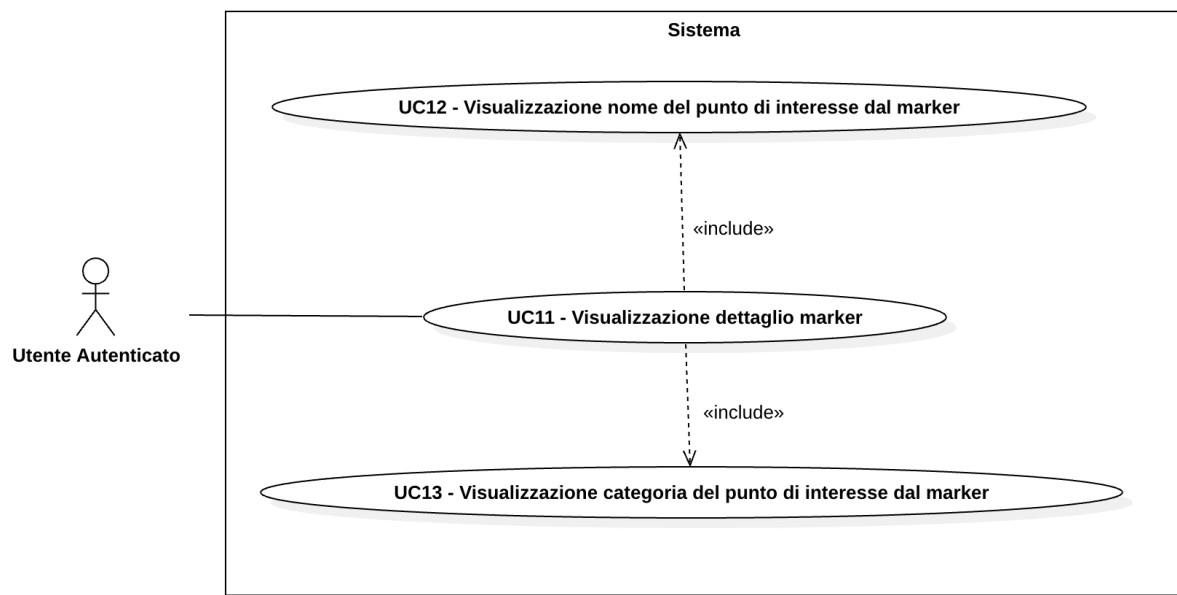 Sistema
UC12 - Visualizzazione nome del punto di interesse dal marker
«include»
UC11 - Visualizzazione dettaglio marker
Utente Autenticato
«include»
UC13 - Visualizzazione categoria del punto di interesse dal marker